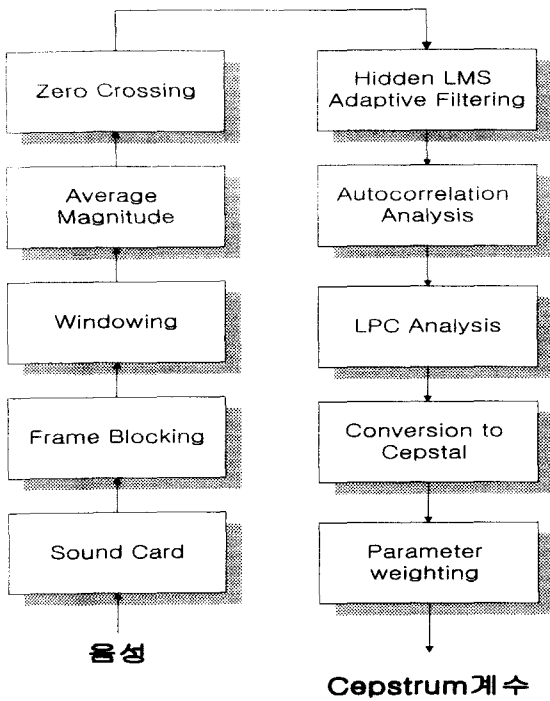 Zero Crossing
Average
Magnitude
Windowing
Frame Blocking
Sound Card
음성
Hidden LMS
Adaptive Filtering
Autocorrelation
Analysis
LPC Analysis
Conversion to
Cepstal
Parameter
weighting
Cepstrum계수